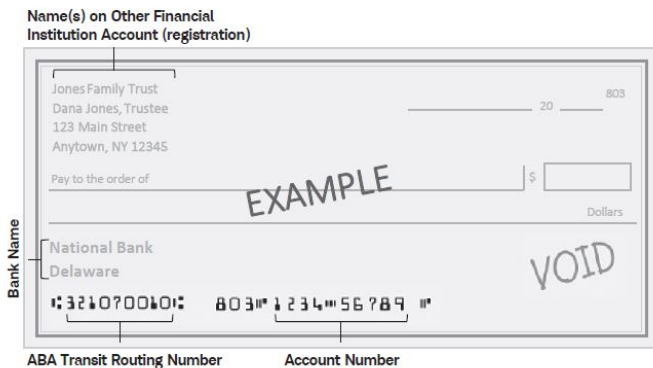 Name(s) on Other Financial
Institution Account (registration)
Jones Family Trust
Dana Jones, Trustee
123 Main Street
Anytown, NY 12345
20
803
Pay to the order of
$
EXAMPLE
Dollars
Bank Name
National Bank
Delaware
VOID
⑆321070010⑆ 803⑈1234⑉56789 ⑈
ABA Transit Routing Number
Account Number